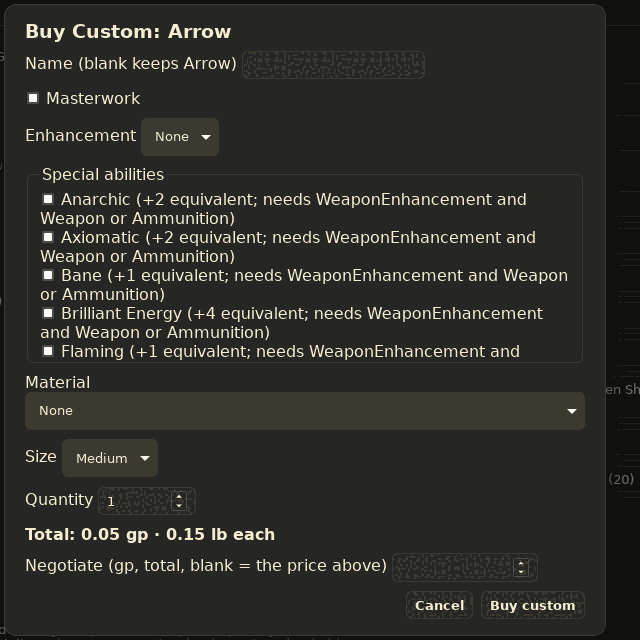 Buy Custom: Arrow
Name (blank keeps Arrow)
Masterwork
Enhancement None
Special abilities
Anarchic (+2 equivalent; needs WeaponEnhancement and
Weapon or Ammunition)
Axiomatic (+2 equivalent; needs WeaponEnhancement and
Weapon or Ammunition)
Bane (+1 equivalent; needs WeaponEnhancement and Weapon
or Ammunition)
Brilliant Energy (+4 equivalent; needs WeaponEnhancement
and Weapon or Ammunition)
Flaming (+1 equivalent; needs WeaponEnhancement and
Material
None
en Sh
Size Medium
(20)
Quantity 1
Total: 0.05 gp · 0.15 lb each
Negotiate (gp, total, blank = the price above)
Cancel Buy custom